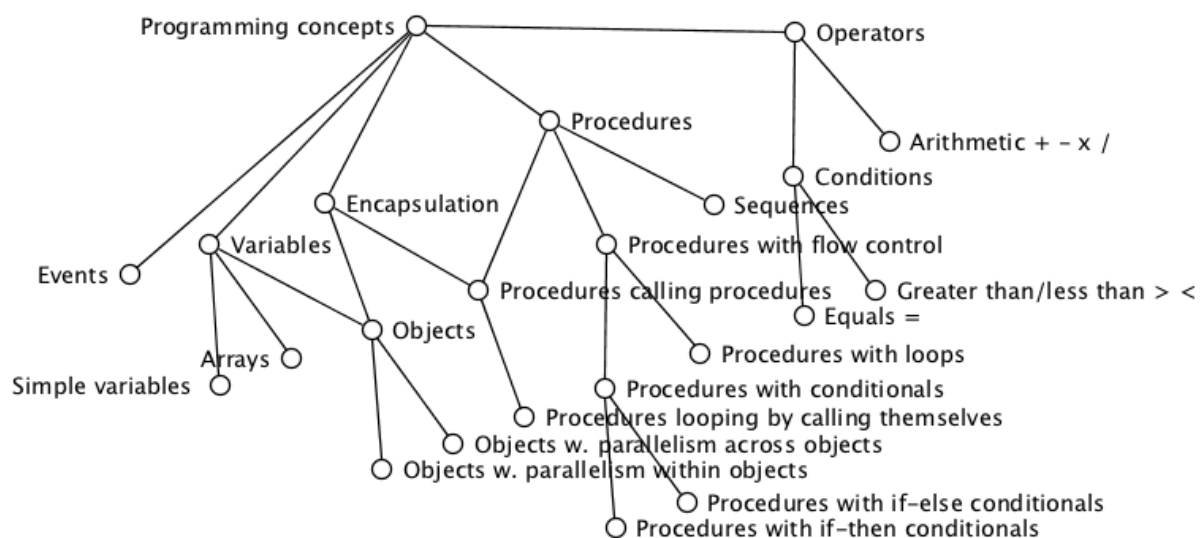 Programming concepts
Operators
Procedures
Arithmetic + – x /
Conditions
Encapsulation
Sequences
Variables
Procedures with flow control
Events
Procedures calling procedures
Greater than/less than > <
Equals =
Objects
Arrays
Procedures with loops
Simple variables
Procedures with conditionals
Procedures looping by calling themselves
Objects w. parallelism across objects
Objects w. parallelism within objects
Procedures with if–else conditionals
Procedures with if–then conditionals